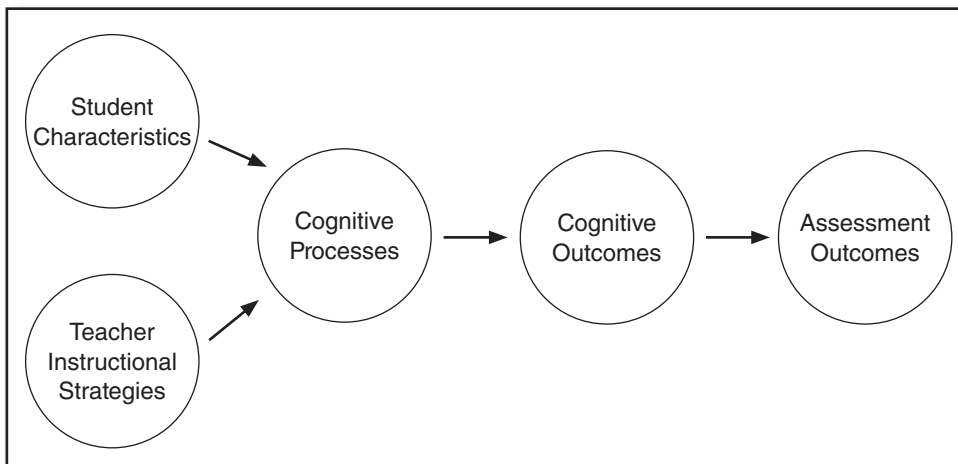 Student
Characteristics
Teacher
Instructional
Strategies
Cognitive
Processes
Cognitive
Outcomes
Assessment
Outcomes